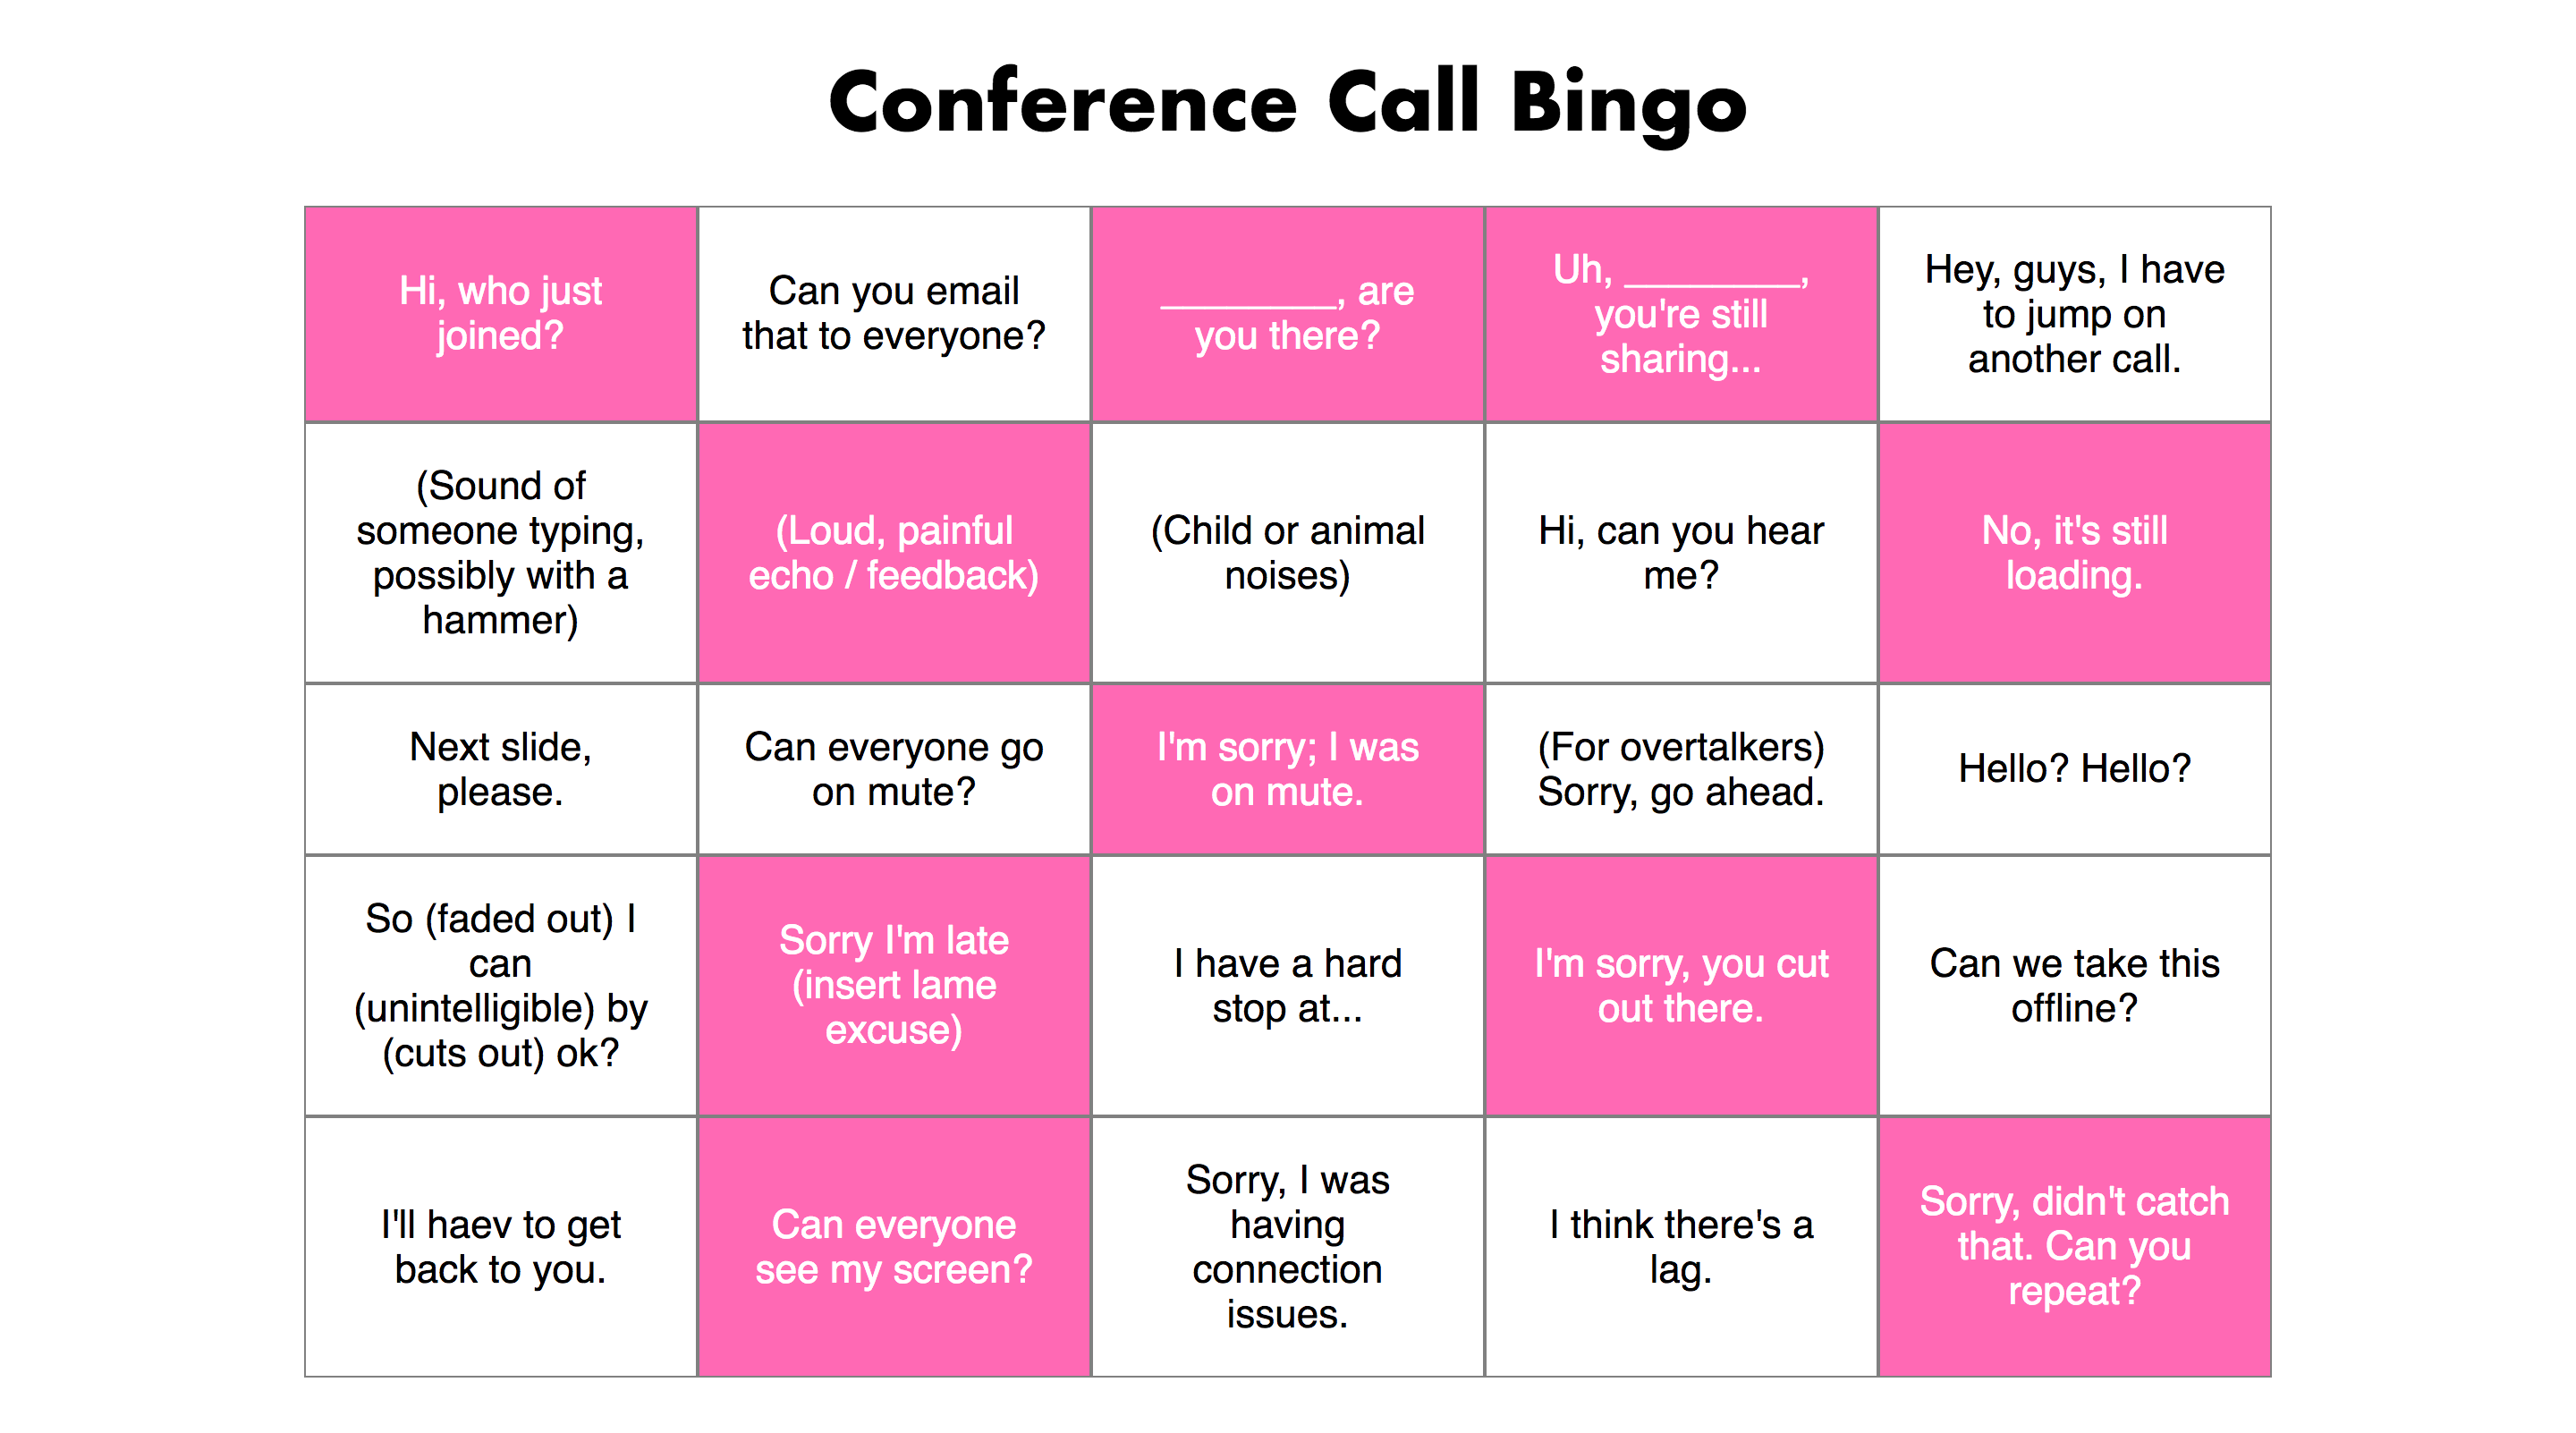 Conference Call Bingo
Hi, who just
joined?
Can you email
that to everyone?
________, are
you there?
Uh, ________,
you're still
sharing...
Hey, guys, I have
to jump on
another call.
(Sound of
someone typing,
possibly with a
hammer)
(Loud, painful
echo / feedback)
(Child or animal
noises)
Hi, can you hear
me?
No, it's still
loading.
Next slide,
please.
Can everyone go
on mute?
I'm sorry; I was
on mute.
(For overtalkers)
Sorry, go ahead.
Hello? Hello?
So (faded out) I
can
(unintelligible) by
(cuts out) ok?
Sorry I'm late
(insert lame
excuse)
I have a hard
stop at...
I'm sorry, you cut
out there.
Can we take this
offline?
I'll haev to get
back to you.
Can everyone
see my screen?
Sorry, I was
having
connection
issues.
I think there's a
lag.
Sorry, didn't catch
that. Can you
repeat?